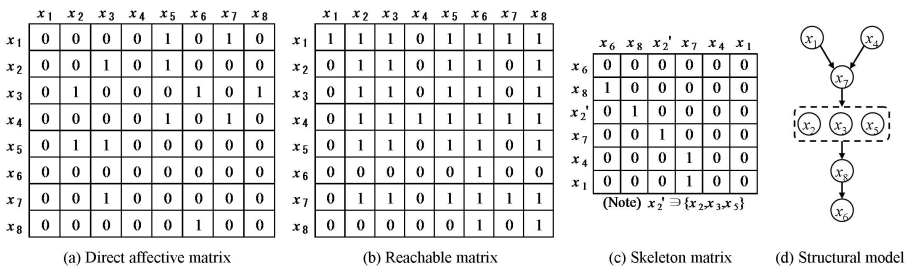 x1 x2 x3 x4 x5 x6 x7 x8
x1 0 0 0 0 1 0 1 0
x2 0 0 1 0 1 0 0 0
x3 0 1 0 0 0 1 0 1
x4 0 0 0 0 1 0 1 0
x5 0 1 1 0 0 0 0 0
x6 0 0 0 0 0 0 0 0
x7 0 0 1 0 0 0 0 0
x8 0 0 0 0 0 1 0 0
(a) Direct affective matrix
x1 x2 x3 x4 x5 x6 x7 x8
x1 1 1 1 0 1 1 1 1
x2 0 1 1 0 1 1 0 1
x3 0 1 1 0 1 1 0 1
x4 0 1 1 1 1 1 1 1
x5 0 1 1 0 1 1 0 1
x6 0 0 0 0 0 1 0 0
x7 0 1 1 0 1 1 1 1
x8 0 0 0 0 0 1 0 1
(b) Reachable matrix
x6 x8 x2' x7 x4 x1
x6 0 0 0 0 0 0
x8 1 0 0 0 0 0
x2' 0 1 0 0 0 0
x7 0 0 1 0 0 0
x4 0 0 0 1 0 0
x1 0 0 0 1 0 0
(Note) x2' ∋ {x2,x3,x5}
(c) Skeleton matrix
x1 x4
x7
x2 x3 x5
x8
x6
(d) Structural model